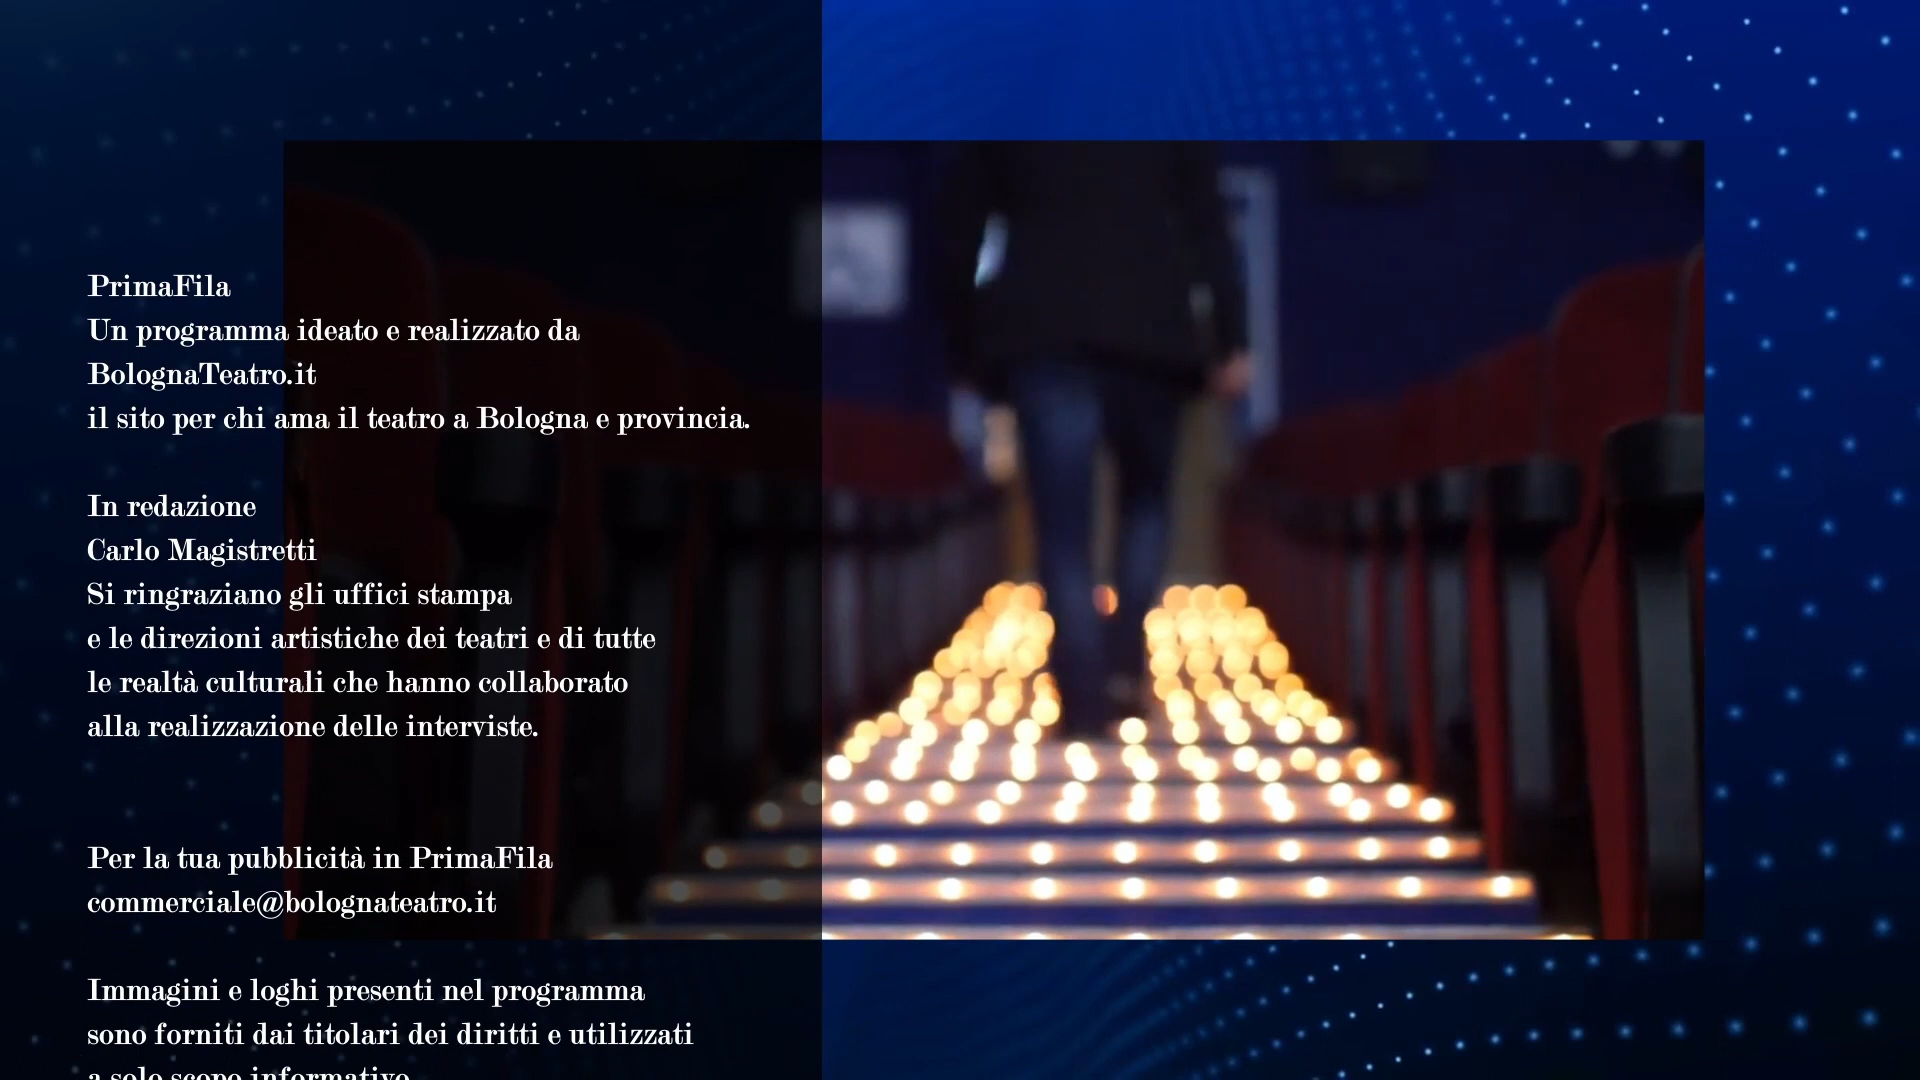 PrimaFila
Un programma ideato e realizzato da
BolognaTeatro.it
il sito per chi ama il teatro a Bologna e provincia.
In redazione
Carlo Magistretti
Si ringraziano gli uffici stampa
e le direzioni artistiche dei teatri e di tutte
le realtà culturali che hanno collaborato
alla realizzazione delle interviste.
Per la tua pubblicità in PrimaFila
commerciale@bolognateatro.it
Immagini e loghi presenti nel programma
sono forniti dai titolari dei diritti e utilizzati
a solo scopo informativo.